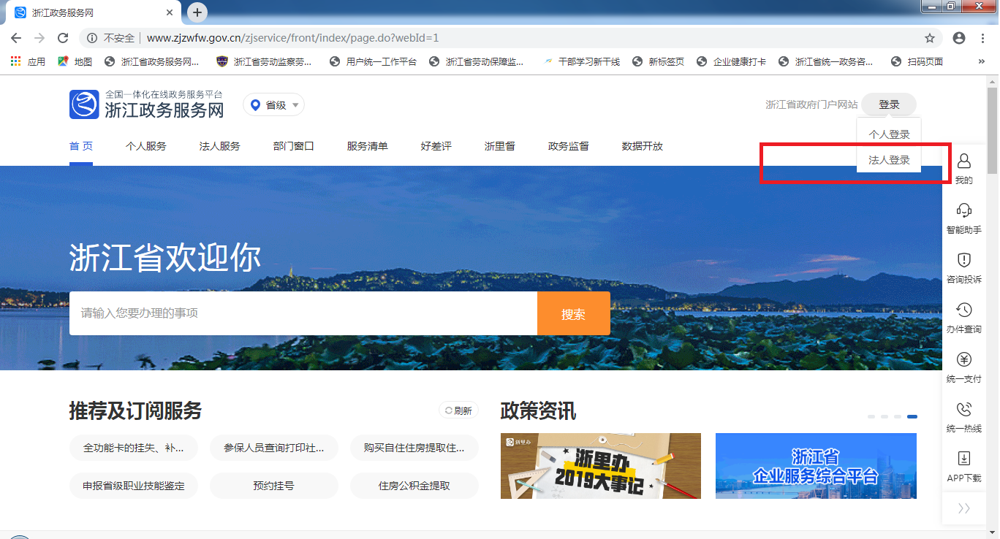 浙江政务服务网
不安全 www.zjzwfw.gov.cn/zjservice/front/index/page.do?webId=1
应用 地图 浙江省政务服务网... 浙江省劳动监察劳... 用户统一工作平台 浙江省劳动保障监... 干部学习新干线 新标签页 企业健康打卡 浙江省统一政务咨... 扫码页面 »
全国一体化在线政务服务平台
浙江政务服务网
省级
浙江省政府门户网站 登录
个人登录
法人登录
首页 个人服务 法人服务 部门窗口 服务清单 好差评 浙里督 政务监督 数据开放
浙江省欢迎你
请输入您要办理的事项 搜索
我的
智能助手
咨询投诉
办件查询
统一支付
统一热线
APP下载
推荐及订阅服务 刷新
全功能卡的挂失、补... 参保人员查询打印社... 购买自住住房提取住...
申报省级职业技能鉴定 预约挂号 住房公积金提取
政策资讯
浙里办
浙里办
2019大事记
浙江省
企业服务综合平台